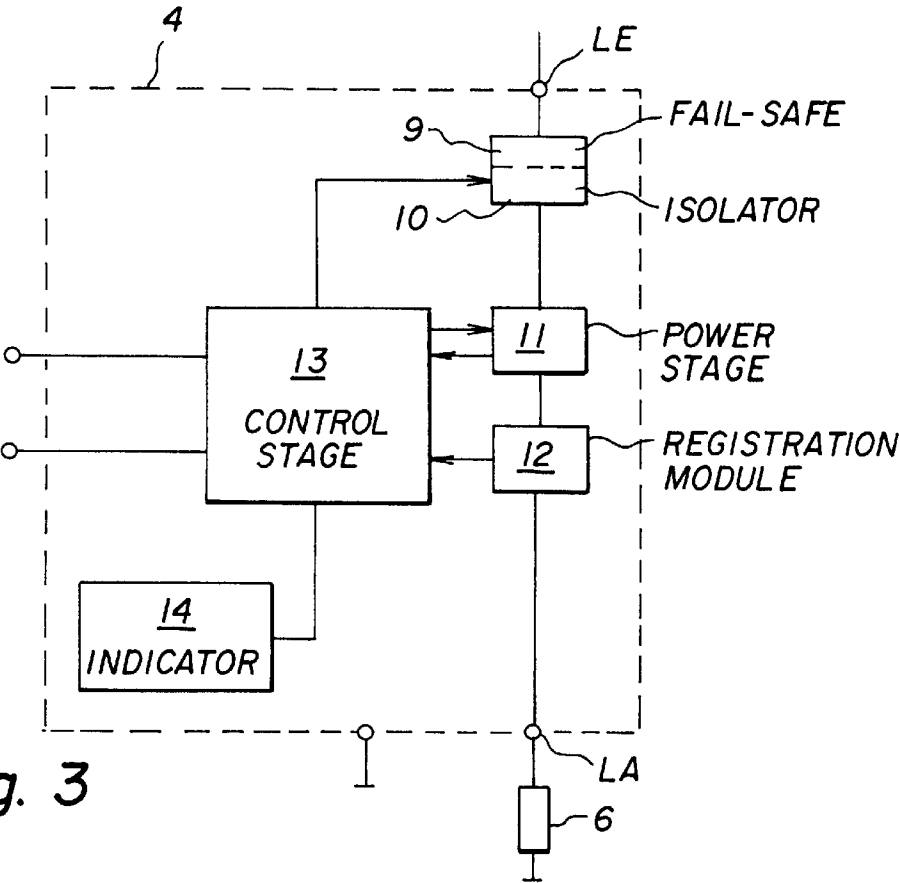 4
LE
9
FAIL-SAFE
10
ISOLATOR
13
CONTROL
STAGE
11
POWER
STAGE
12
REGISTRATION
MODULE
14
INDICATOR
g. 3
LA
6